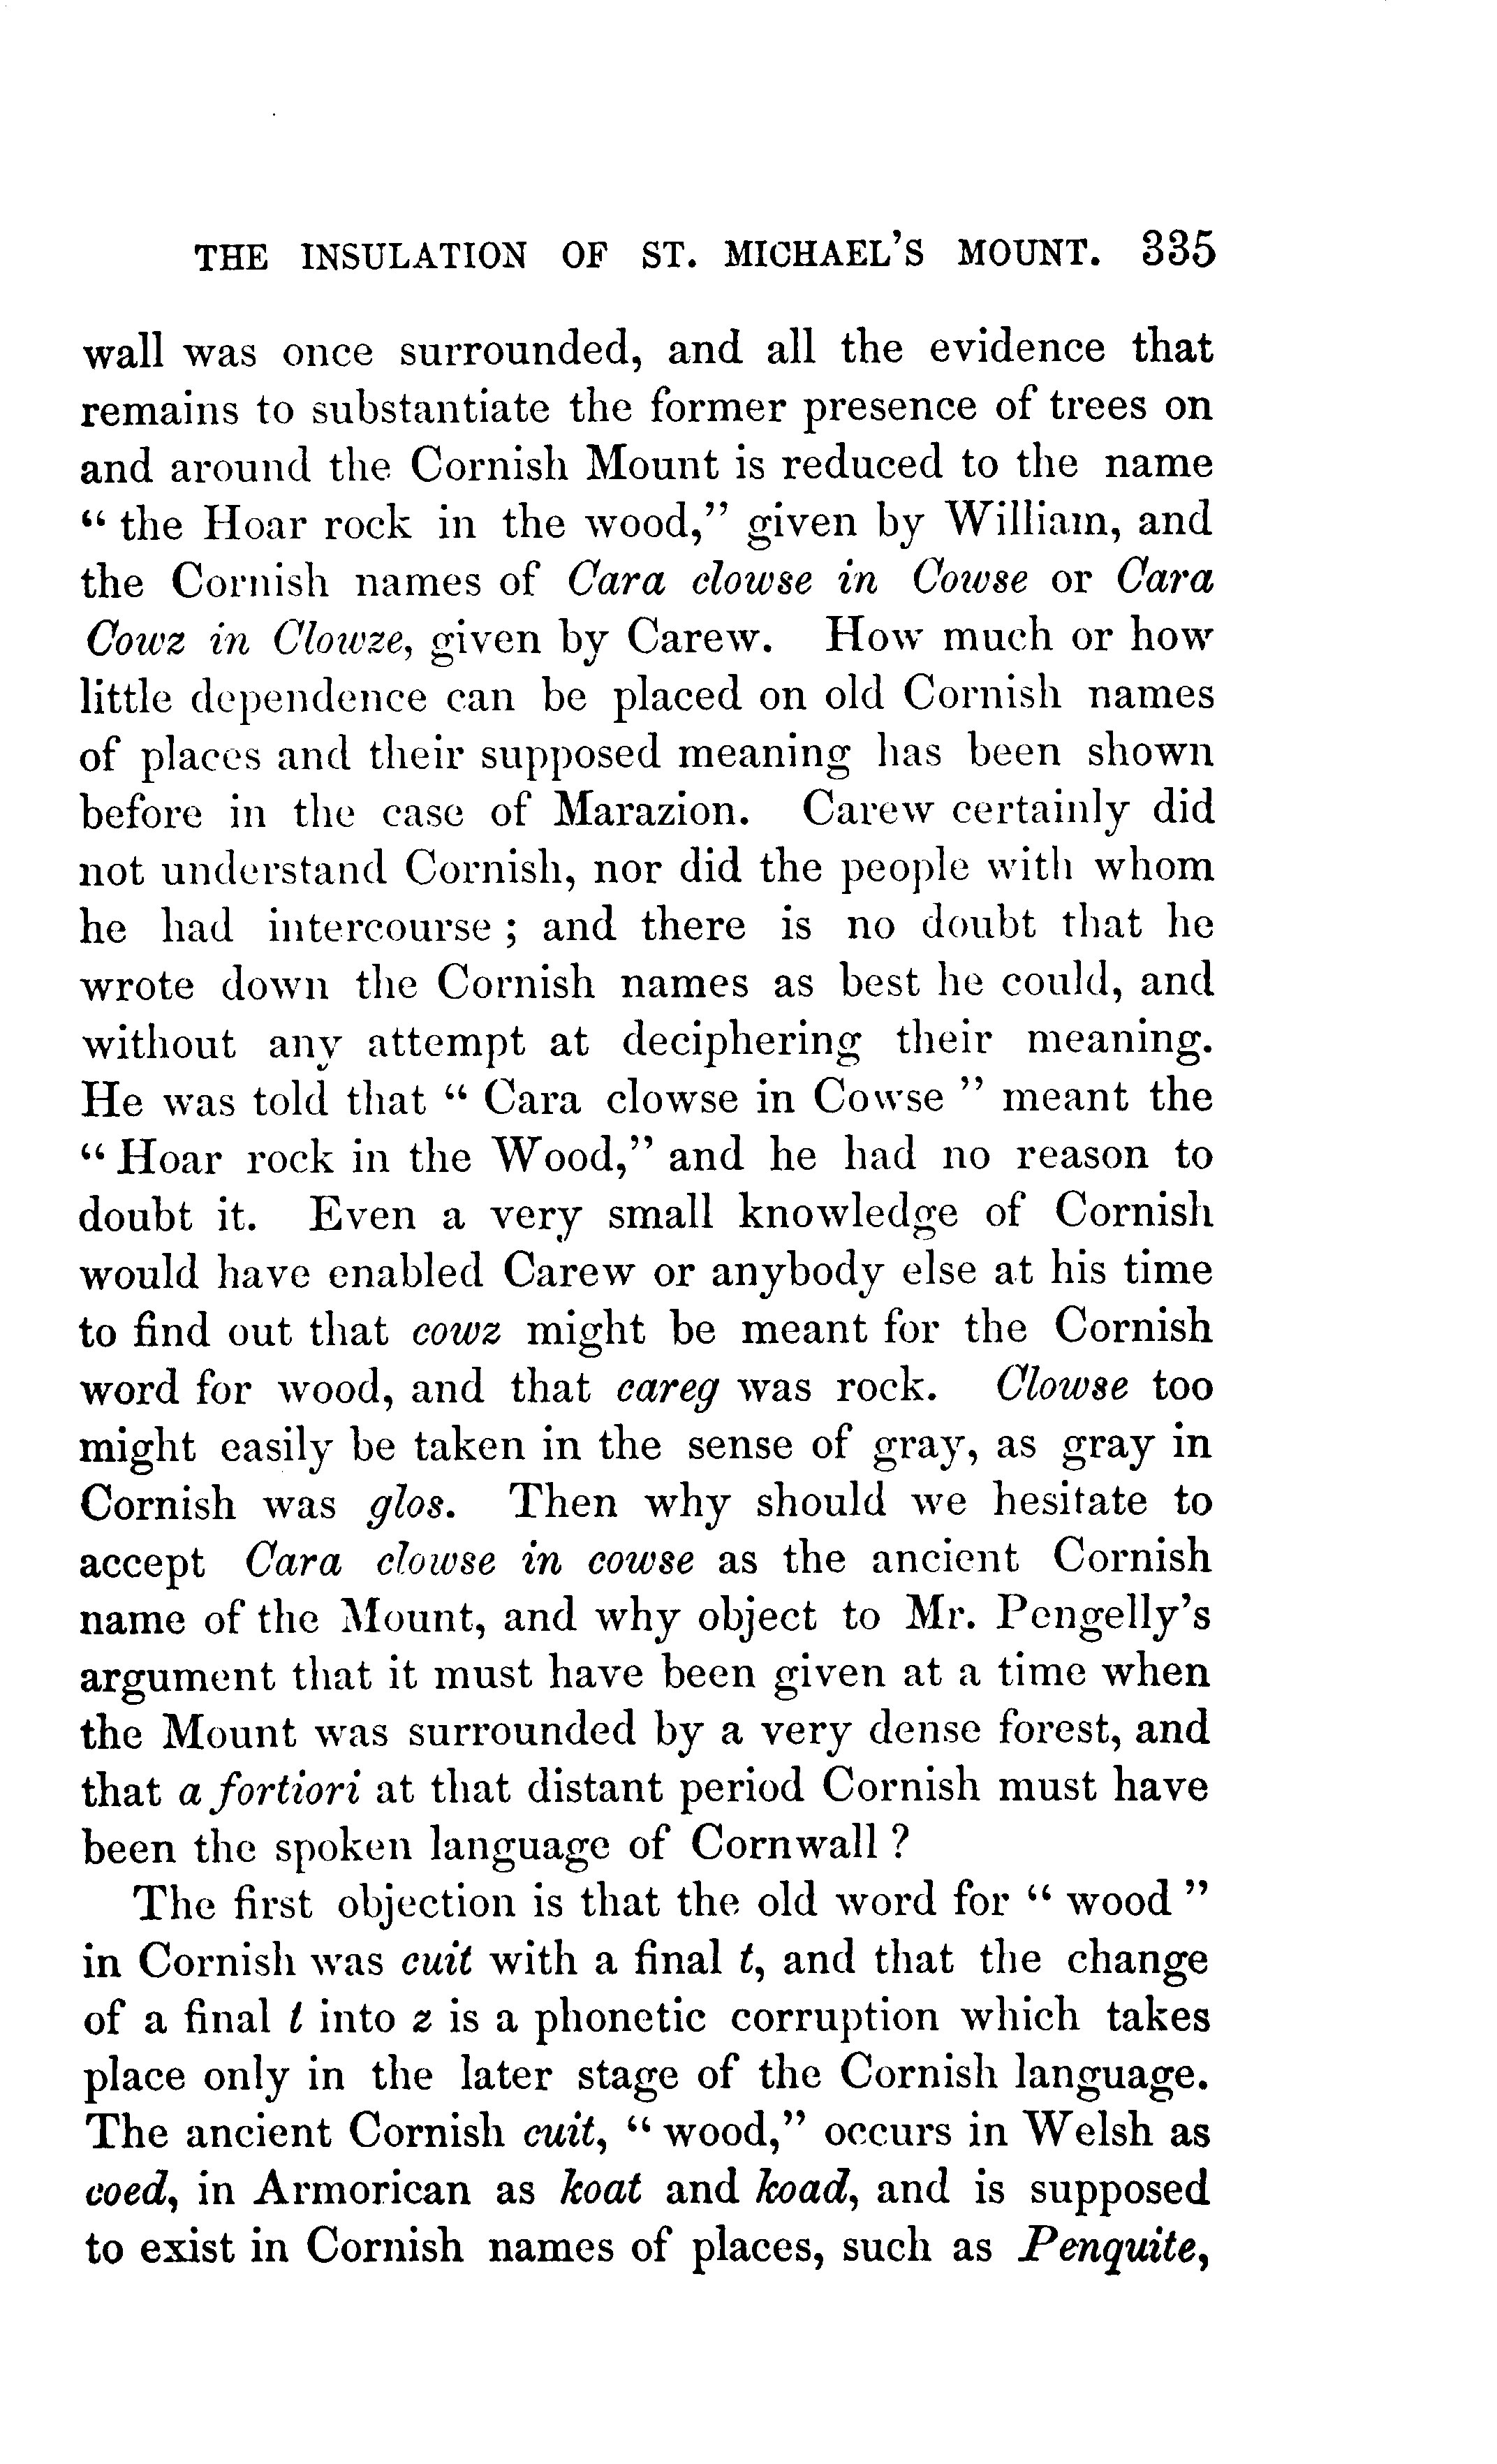 THE INSULATION OF ST. MICHAEL'S MOUNT. 335
wall was once surrounded, and all the evidence that
remains to substantiate the former presence of trees on
and around the Cornish Mount is reduced to the name
“ the Hoar rock in the wood,” given by William, and
the Cornish names of Cara clowse in Cowse or Cara
Cowz in Clowze, given by Carew. How much or how
little dependence can be placed on old Cornish names
of places and their supposed meaning has been shown
before in the case of Marazion. Carew certainly did
not understand Cornish, nor did the people with whom
he had intercourse ; and there is no doubt that he
wrote down the Cornish names as best he could, and
without any attempt at deciphering their meaning.
He was told that “ Cara clowse in Cowse ” meant the
“ Hoar rock in the Wood,” and he had no reason to
doubt it. Even a very small knowledge of Cornish
would have enabled Carew or anybody else at his time
to find out that cowz might be meant for the Cornish
word for wood, and that careg was rock. Clowse too
might easily be taken in the sense of gray, as gray in
Cornish was glos. Then why should we hesitate to
accept Cara clowse in cowse as the ancient Cornish
name of the Mount, and why object to Mr. Pengelly's
argument that it must have been given at a time when
the Mount was surrounded by a very dense forest, and
that a fortiori at that distant period Cornish must have
been the spoken language of Cornwall ?
The first objection is that the old word for “ wood ”
in Cornish was cuit with a final t, and that the change
of a final t into z is a phonetic corruption which takes
place only in the later stage of the Cornish language.
The ancient Cornish cuit, “ wood,” occurs in Welsh as
coed, in Armorican as koat and koad, and is supposed
to exist in Cornish names of places, such as Penquite,